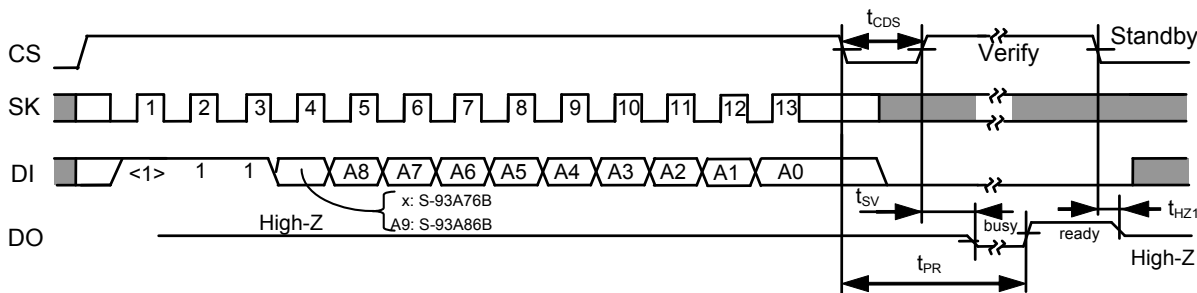 CS tCDS Verify Standby
SK 1 2 3 4 5 6 7 8 9 10 11 12 13
DI <1> 1 1 A8 A7 A6 A5 A4 A3 A2 A1 A0
x: S-93A76B
A9: S-93A86B
tSV
tHZ1
DO High-Z busy ready High-Z
tPR